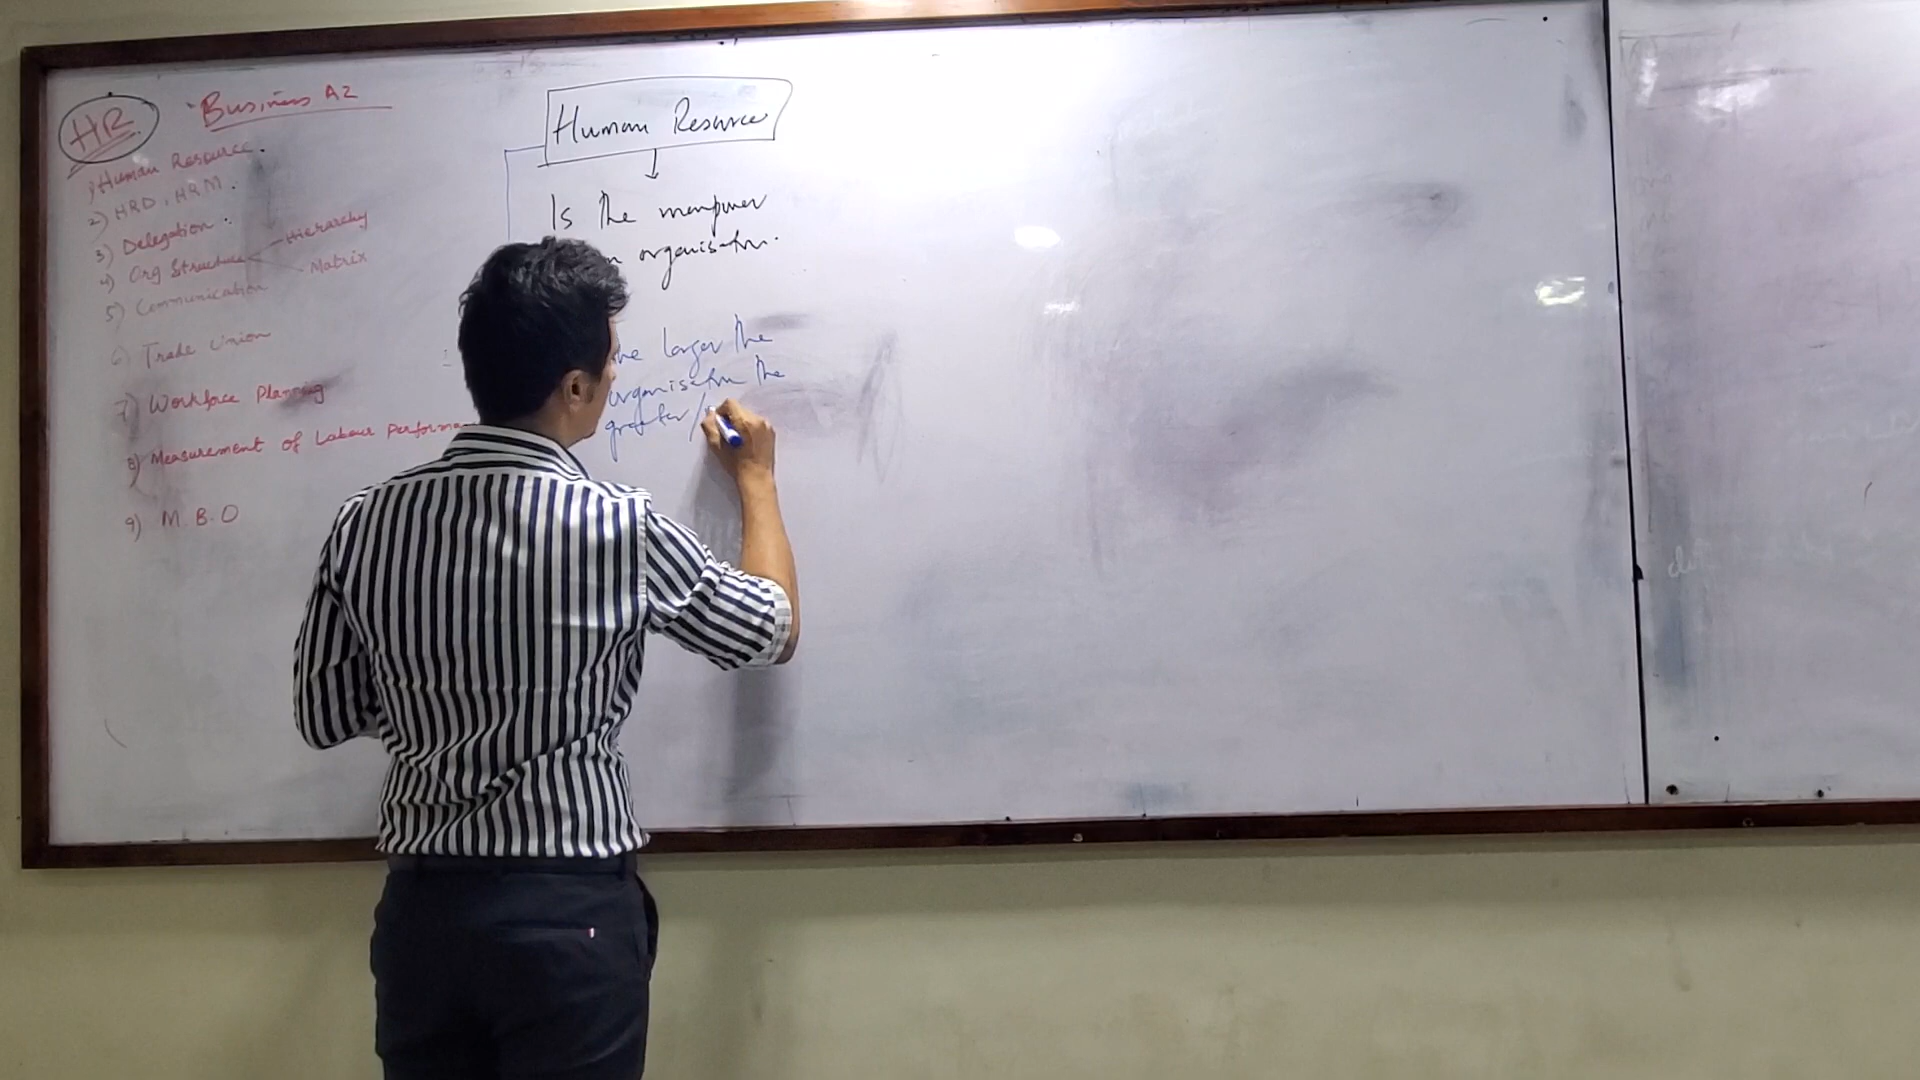 HR
Business A2
1) Human Resource.
2) HRD, HRM.
3) Delegation.
4) Org Structure
Hierarchy
Matrix
5) Communication
6) Trade Union
7) Workforce Planning
8) Measurement of Labour Performa
9) M.B.O
Human Resource
Is the manpower
organisation.
larger the
organisation the
greater /